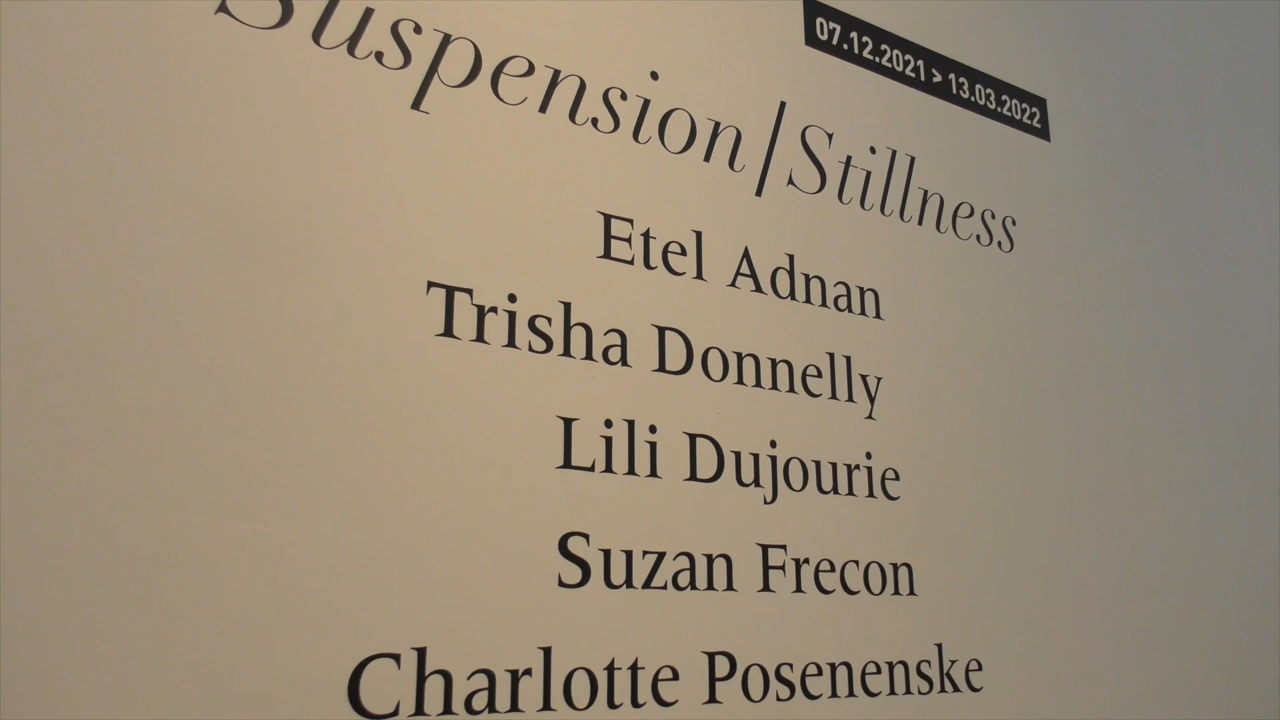 07.12.2021 > 13.03.2022
Suspension/Stillness
Etel Adnan
Trisha Donnelly
Lili Dujourie
Suzan Frecon
Charlotte Posenenske